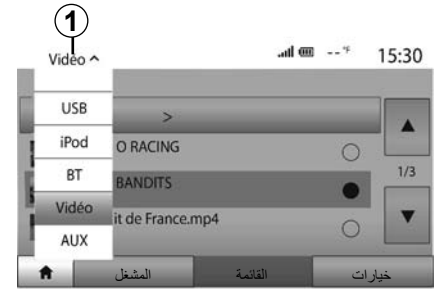 1
Vidéo ^ --°F 15:30
USB
>
iPod
O RACING
BT
BANDITS
1/3
Vidéo
it de France.mp4
AUX
المشغل القائمة خيارات